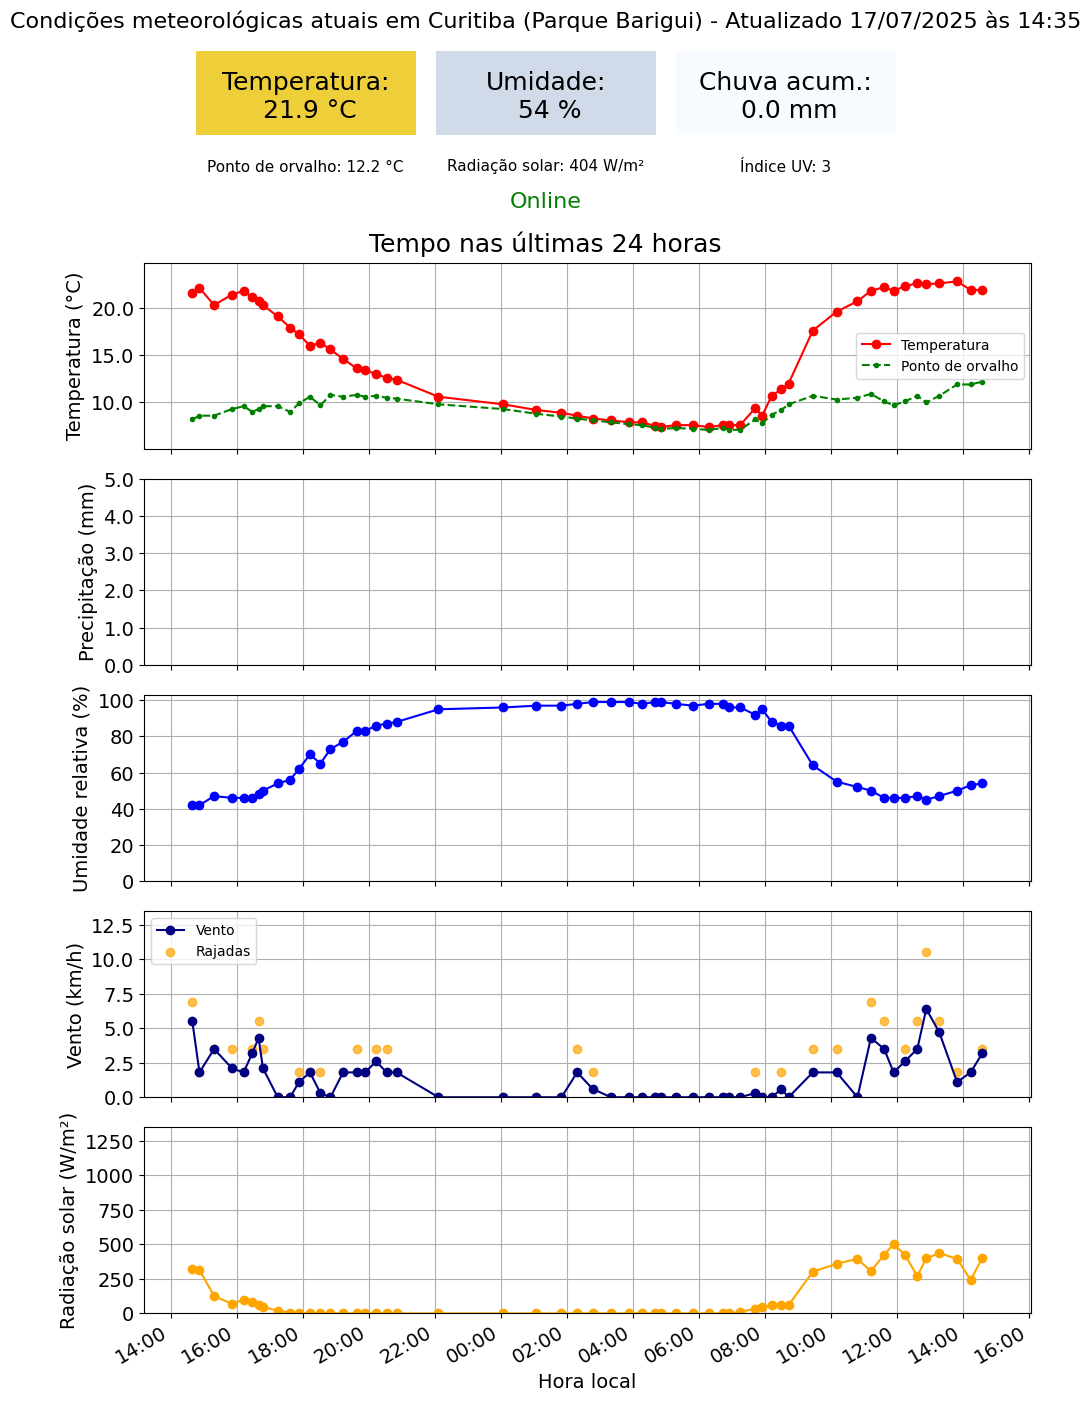 Condições meteorológicas atuais em Curitiba (Parque Barigui) - Atualizado 17/07/2025 às 14:35
Temperatura:
21.9 °C
Umidade:
54 %
Chuva acum.:
0.0 mm
Ponto de orvalho: 12.2 °C
Radiação solar: 404 W/m²
Índice UV: 3
Online
Tempo nas últimas 24 horas
Temperatura (°C)
20.0
15.0
10.0
Temperatura
Ponto de orvalho
Precipitação (mm)
5.0
4.0
3.0
2.0
1.0
0.0
Umidade relativa (%)
100
80
60
40
20
0
Vento (km/h)
12.5
10.0
7.5
5.0
2.5
0.0
Vento
Rajadas
Radiação solar (W/m²)
1250
1000
750
500
250
0
14:00
16:00
18:00
20:00
22:00
00:00
02:00
04:00
06:00
08:00
10:00
12:00
14:00
16:00
Hora local